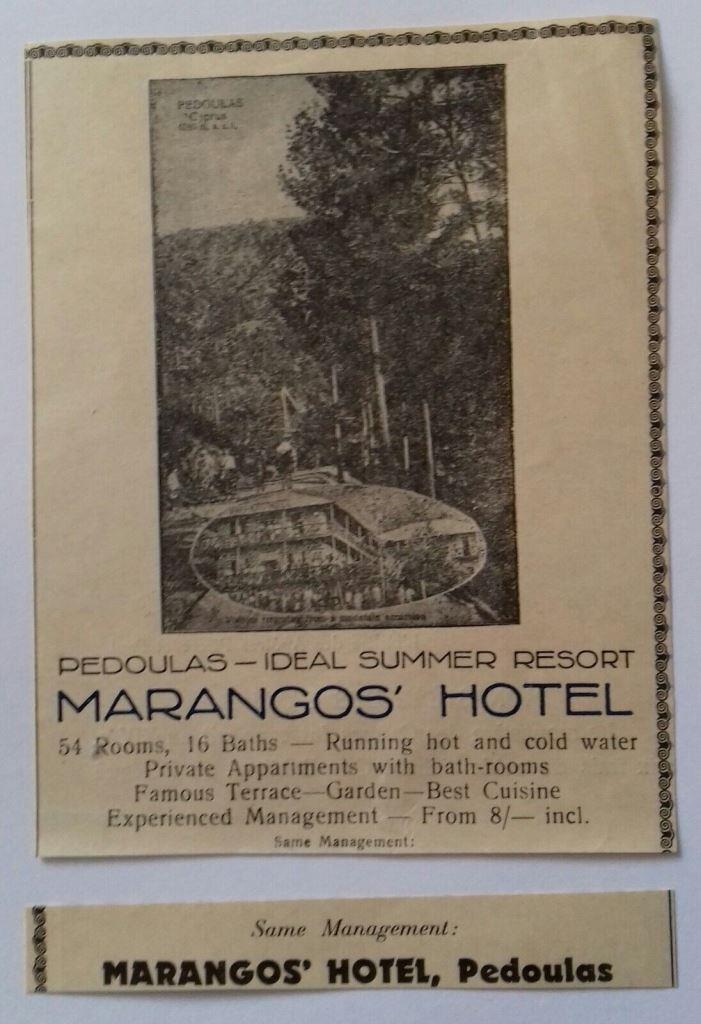 PEDOULAS
Cyprus
PEDOULAS — IDEAL SUMMER RESORT
MARANGOS' HOTEL
54 Rooms, 16 Baths — Running hot and cold water
Private Appartments with bath-rooms
Famous Terrace—Garden—Best Cuisine
Experienced Management — From 8/— incl.
Same Management:
Same Management:
MARANGOS' HOTEL, Pedoulas